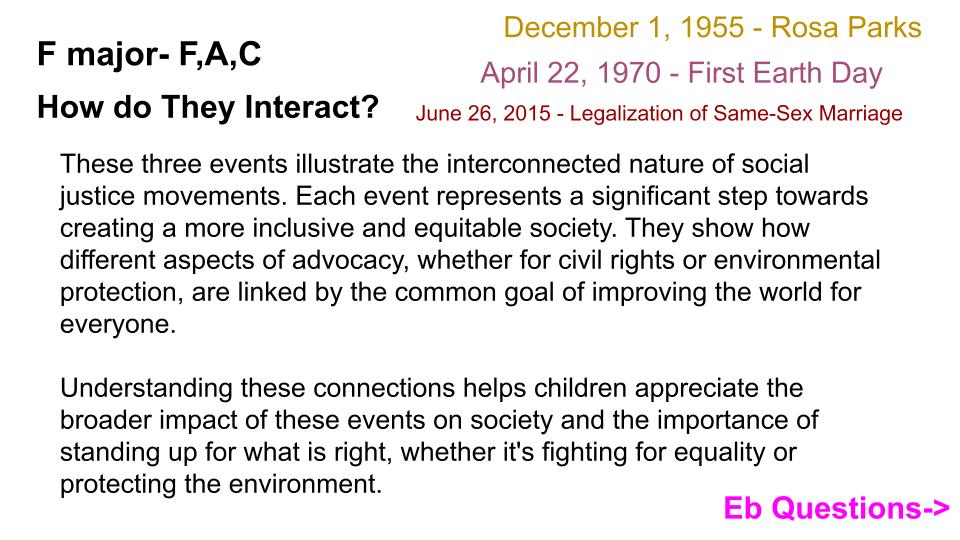 F major- F,A,C
How do They Interact?
December 1, 1955 - Rosa Parks
April 22, 1970 - First Earth Day
June 26, 2015 - Legalization of Same-Sex Marriage
These three events illustrate the interconnected nature of social
justice movements. Each event represents a significant step towards
creating a more inclusive and equitable society. They show how
different aspects of advocacy, whether for civil rights or environmental
protection, are linked by the common goal of improving the world for
everyone.
Understanding these connections helps children appreciate the
broader impact of these events on society and the importance of
standing up for what is right, whether it's fighting for equality or
protecting the environment.
Eb Questions->